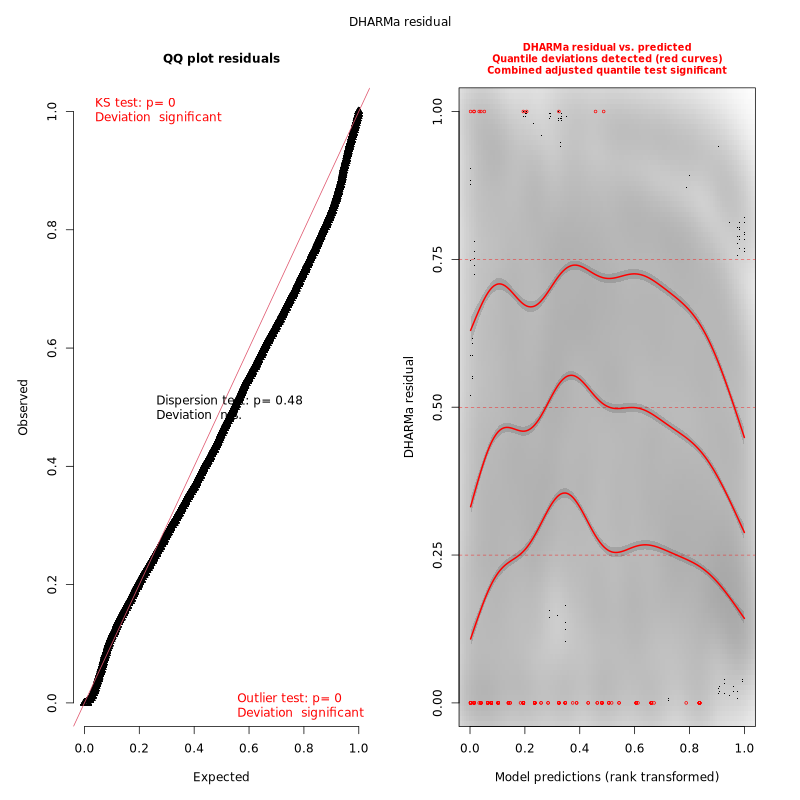 DHARMa residual
QQ plot residuals
KS test: p= 0
Deviation significant
Dispersion test: p= 0.48
Deviation n.s.
Outlier test: p= 0
Deviation significant
Observed
0.0 0.2 0.4 0.6 0.8 1.0
0.0 0.2 0.4 0.6 0.8 1.0
Expected
DHARMa residual vs. predicted
Quantile deviations detected (red curves)
Combined adjusted quantile test significant
DHARMa residual
0.00 0.25 0.50 0.75 1.00
0.0 0.2 0.4 0.6 0.8 1.0
Model predictions (rank transformed)